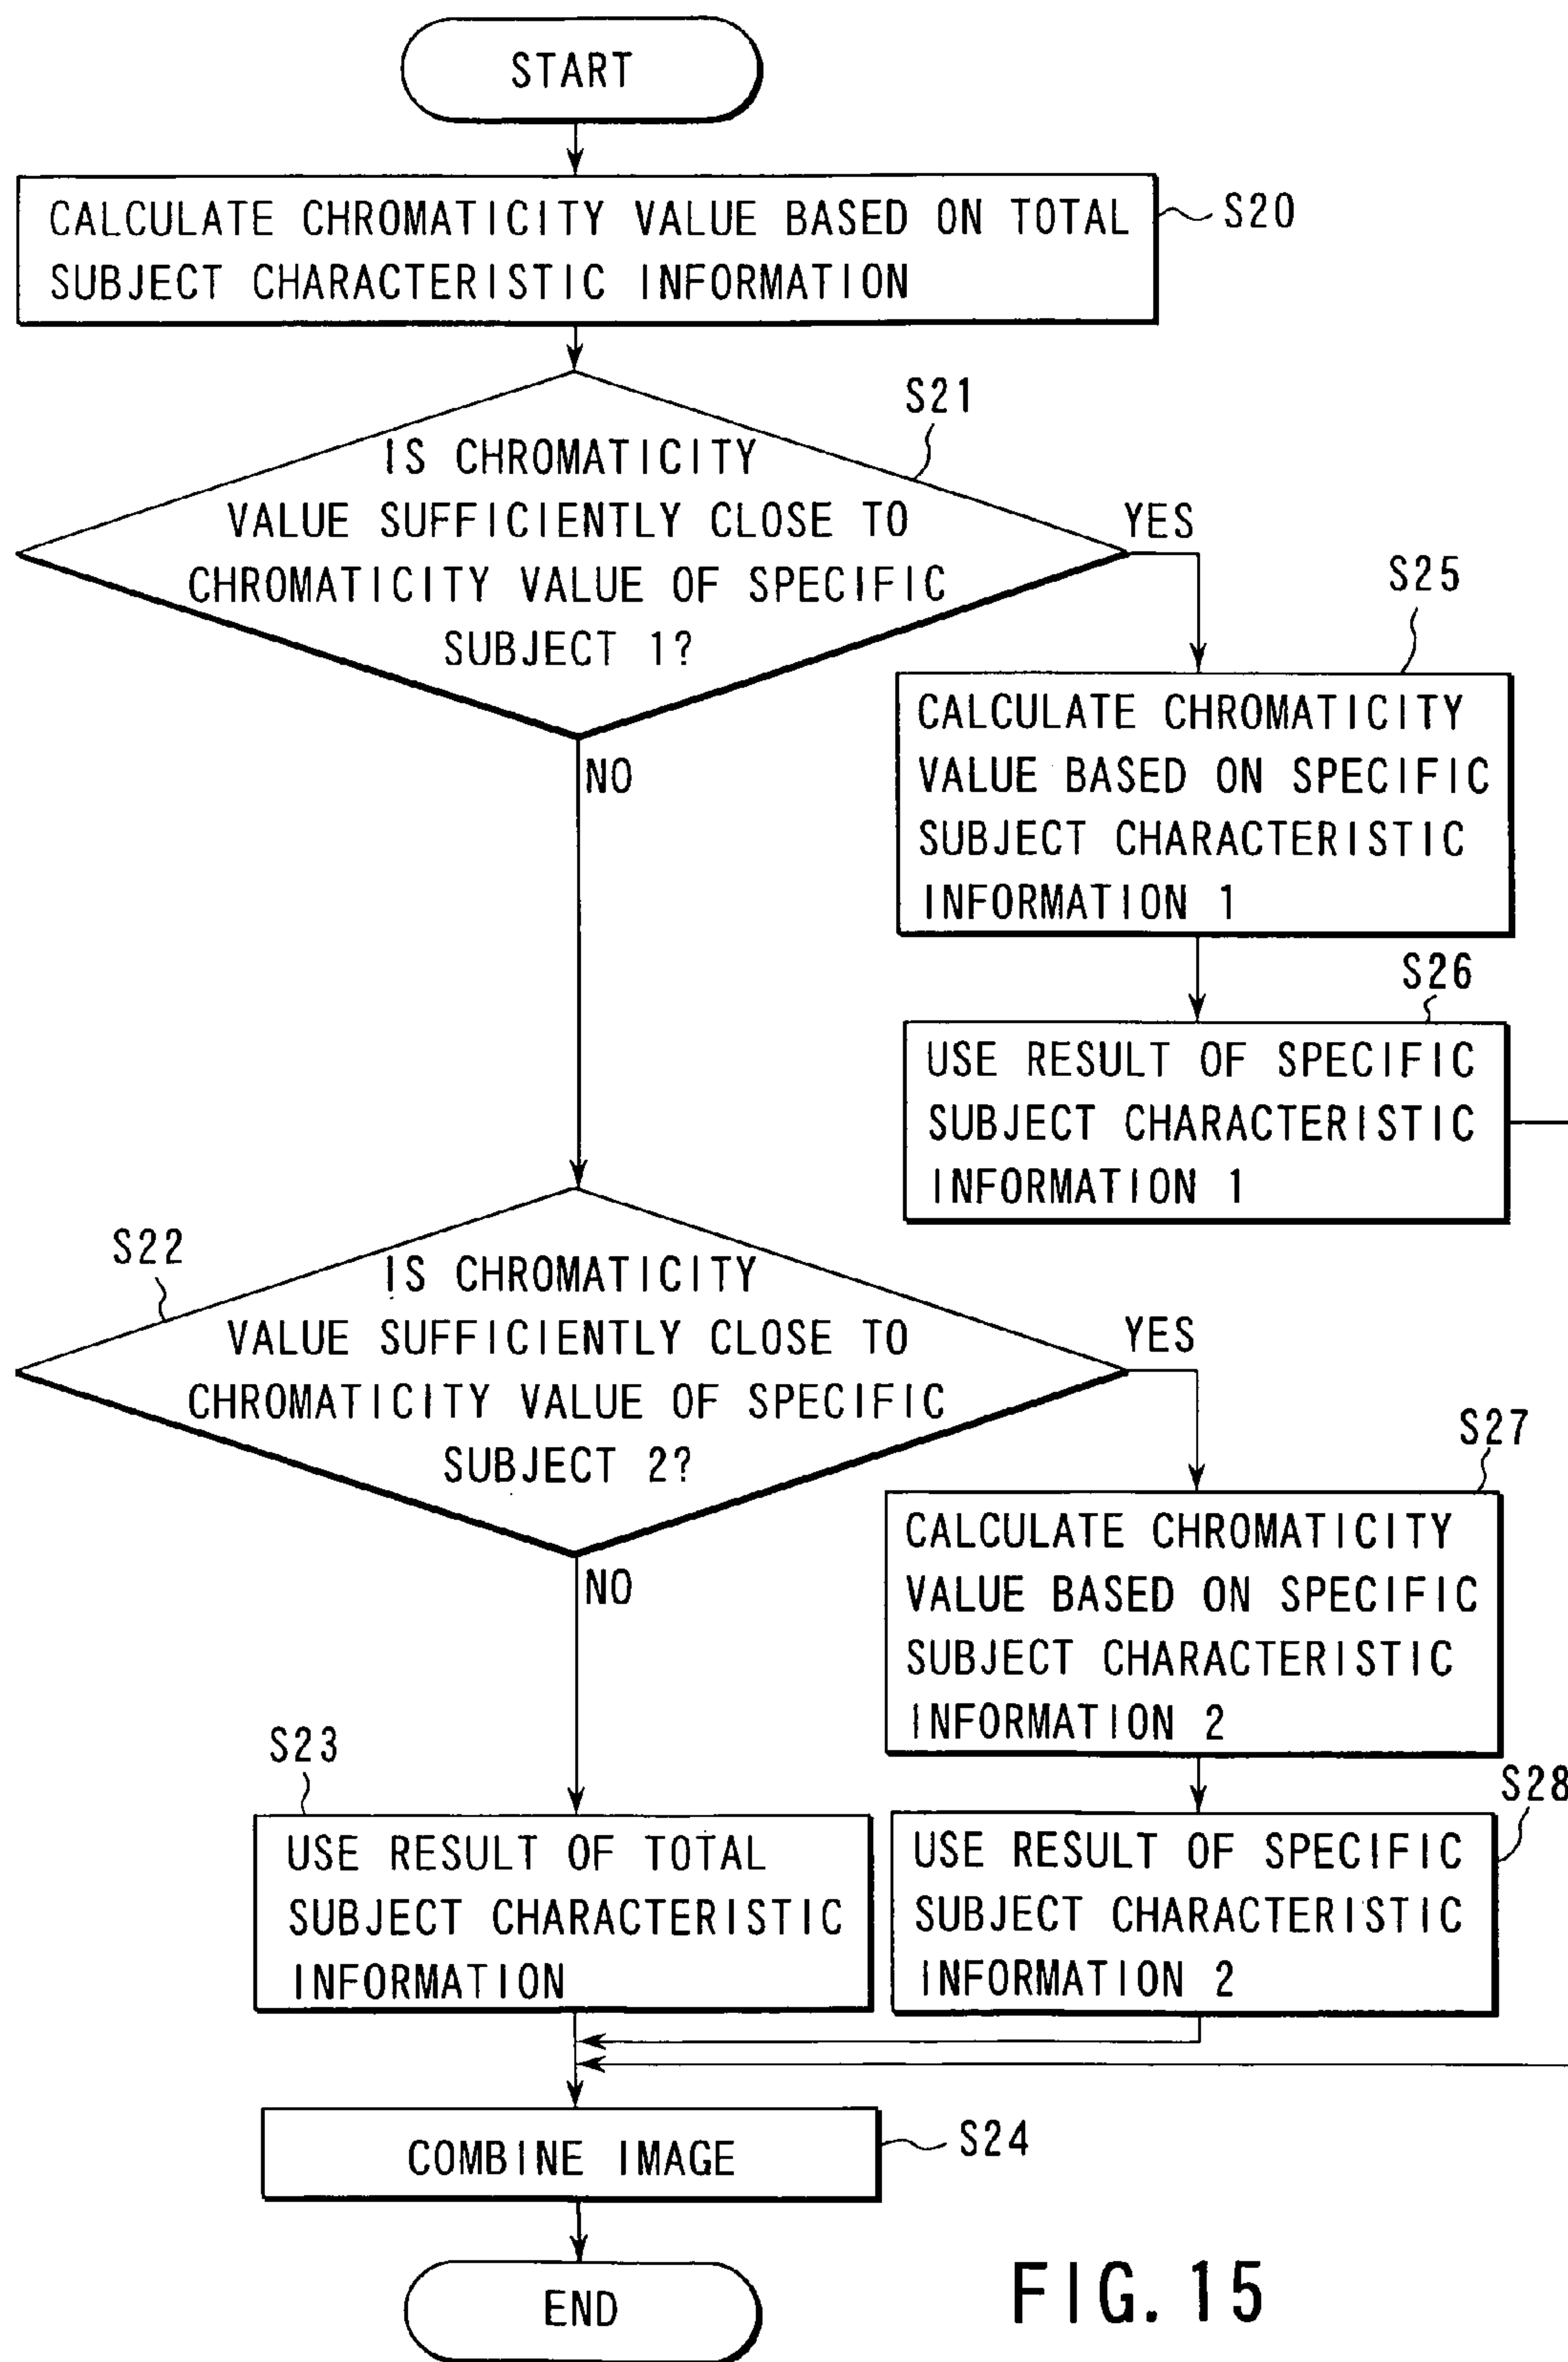 START
CALCULATE CHROMATICITY VALUE BASED ON TOTAL
SUBJECT CHARACTERISTIC INFORMATION
S20
S21
IS CHROMATICITY
VALUE SUFFICIENTLY CLOSE TO
CHROMATICITY VALUE OF SPECIFIC
SUBJECT 1?
YES
NO
S25
CALCULATE CHROMATICITY
VALUE BASED ON SPECIFIC
SUBJECT CHARACTERISTIC
INFORMATION 1
S26
USE RESULT OF SPECIFIC
SUBJECT CHARACTERISTIC
INFORMATION 1
S22
IS CHROMATICITY
VALUE SUFFICIENTLY CLOSE TO
CHROMATICITY VALUE OF SPECIFIC
SUBJECT 2?
YES
NO
S27
CALCULATE CHROMATICITY
VALUE BASED ON SPECIFIC
SUBJECT CHARACTERISTIC
INFORMATION 2
S23
USE RESULT OF TOTAL
SUBJECT CHARACTERISTIC
INFORMATION
S28
USE RESULT OF SPECIFIC
SUBJECT CHARACTERISTIC
INFORMATION 2
COMBINE IMAGE
S24
END
FIG. 15